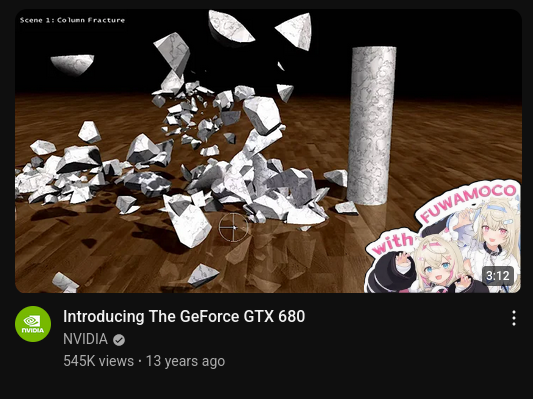 Scene 1: Column Fracture
with FUWAMOCO
3:12
NVIDIA
Introducing The GeForce GTX 680
NVIDIA
545K views · 13 years ago